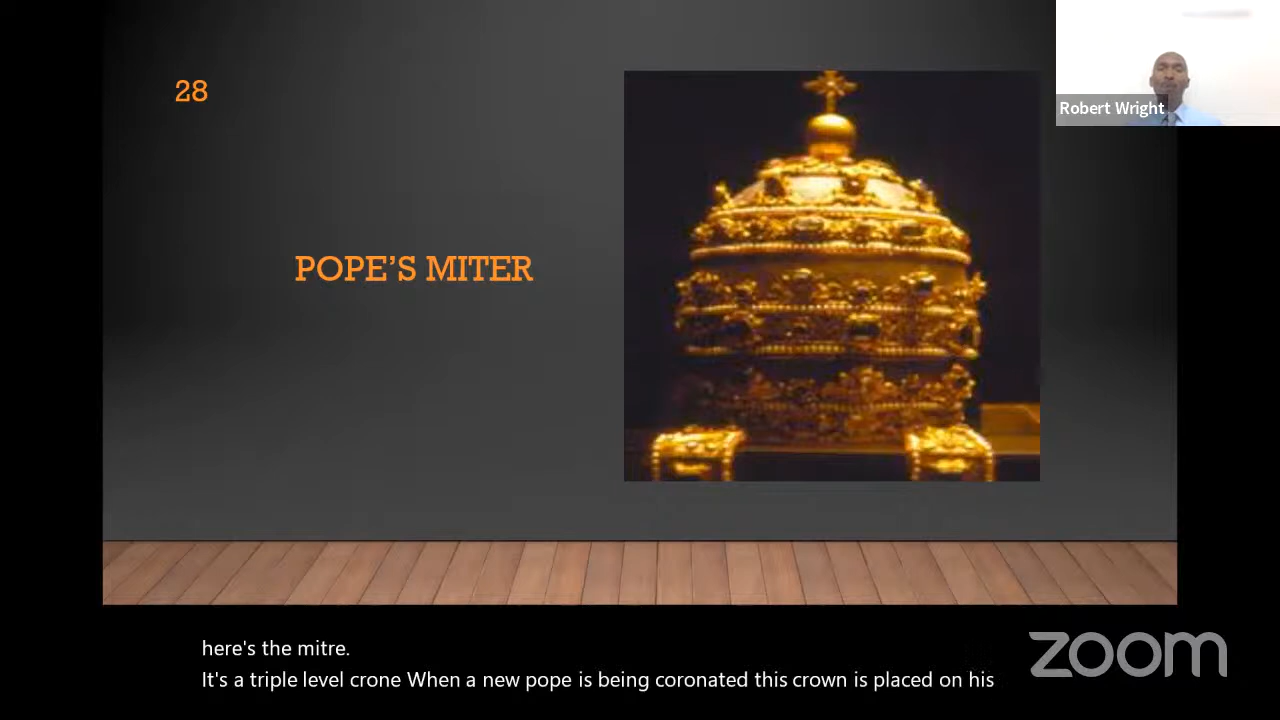 28
Robert Wright
POPE'S MITER
here's the mitre.
It's a triple level crone When a new pope is being coronated this crown is placed on his
zoom